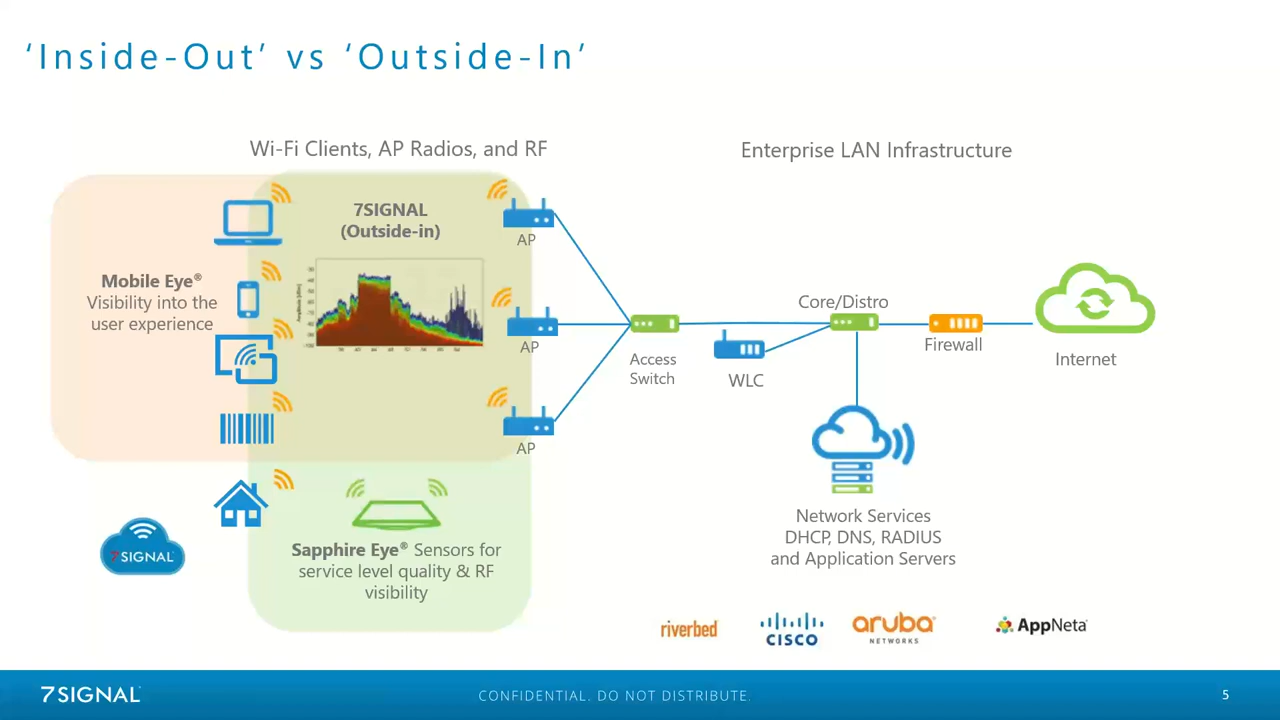 ‘Inside-Out’ vs ‘Outside-In’
Wi-Fi Clients, AP Radios, and RF
Enterprise LAN Infrastructure
7SIGNAL
(Outside-in)
Mobile Eye®
Visibility into the
user experience
AP
AP
AP
Access
Switch
WLC
Core/Distro
Firewall
Internet
Network Services
DHCP, DNS, RADIUS
and Application Servers
Sapphire Eye® Sensors for
service level quality & RF
visibility
7SIGNAL
riverbed
CISCO
aruba
NETWORKS
AppNeta
7SIGNAL
CONFIDENTIAL. DO NOT DISTRIBUTE.
5